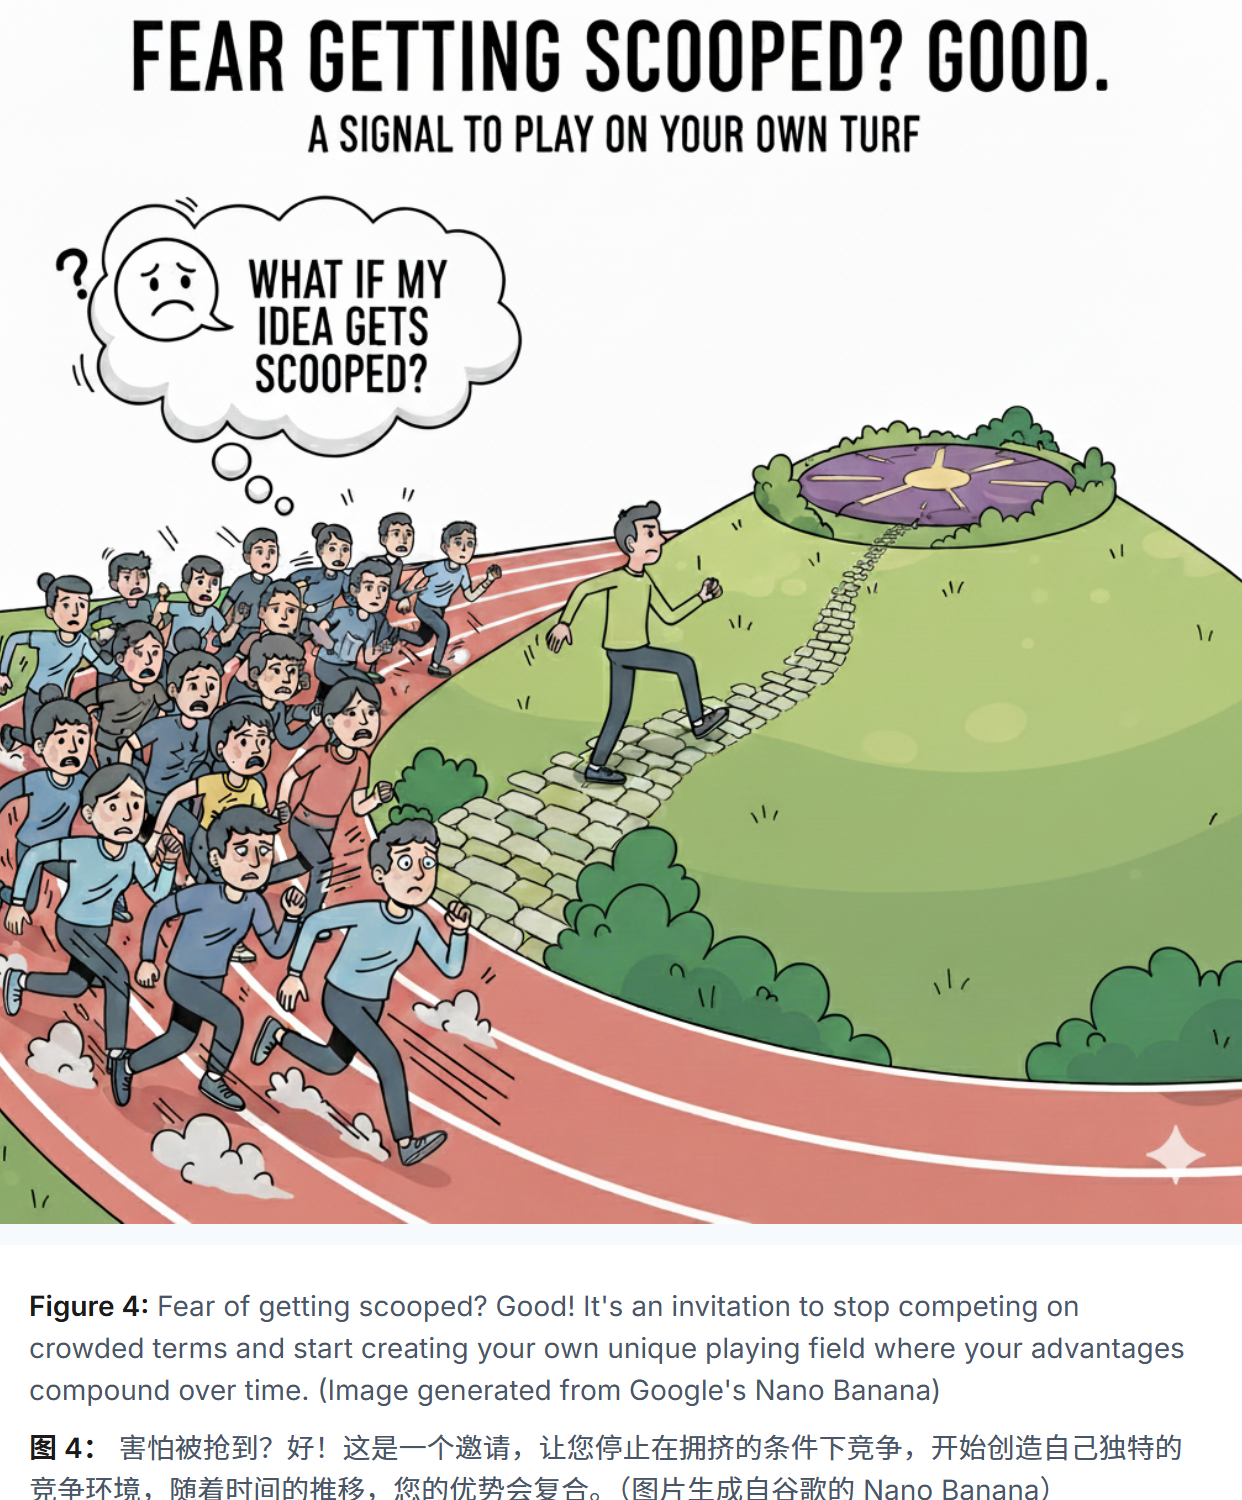 FEAR GETTING SCOOPED? GOOD.
A SIGNAL TO PLAY ON YOUR OWN TURF
?
WHAT IF MY
IDEA GETS
SCOOPED?
Figure 4: Fear of getting scooped? Good! It's an invitation to stop competing on
crowded terms and start creating your own unique playing field where your advantages
compound over time. (Image generated from Google's Nano Banana)
图 4： 害怕被抢到？好！这是一个邀请，让您停止在拥挤的条件下竞争，开始创造自己独特的
竞争环境，随着时间的推移，您的优势会复合。（图片生成自谷歌的 Nano Banana）